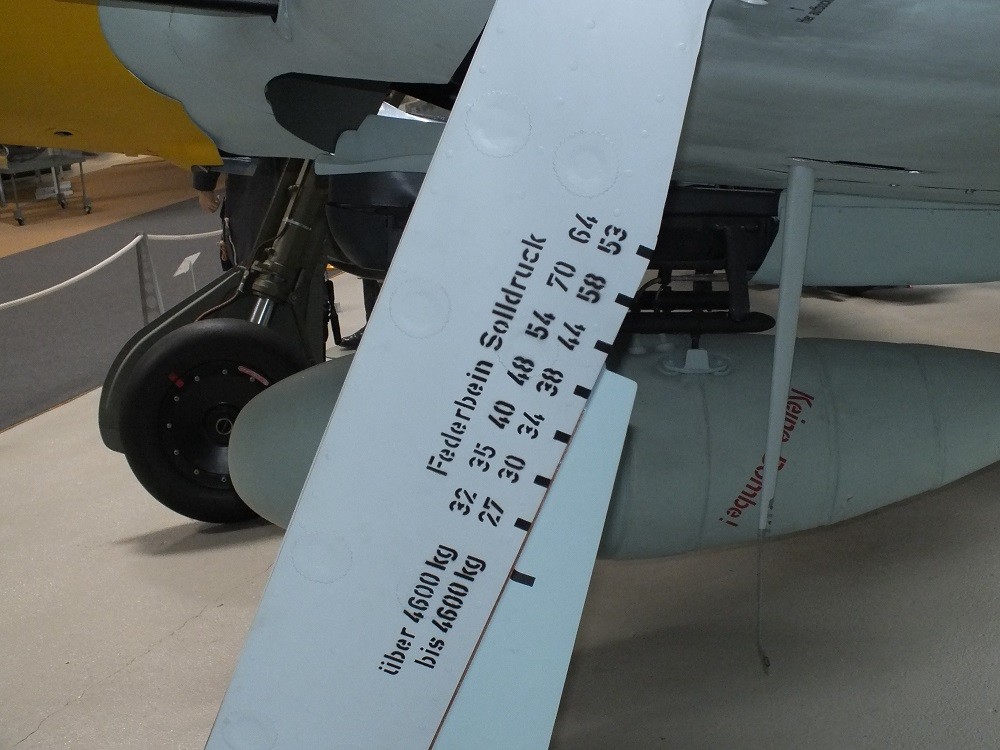 Federbein Solldruck
über 4600 kg 32 35 40 48 54 70 64
bis 4600 kg 27 30 34 38 44 58 53
Keine Bombe!